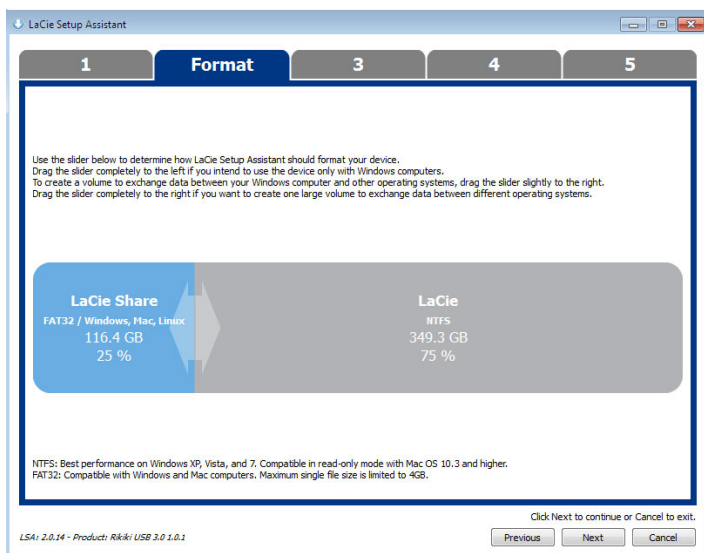 LaCie Setup Assistant
1 Format 3 4 5
Use the slider below to determine how LaCie Setup Assistant should format your device.
Drag the slider completely to the left if you intend to use the device only with Windows computers.
To create a volume to exchange data between your Windows computer and other operating systems, drag the slider slightly to the right.
Drag the slider completely to the right if you want to create one large volume to exchange data between different operating systems.
LaCie Share
FAT32 / Windows, Mac, Linux
116.4 GB
25 %
LaCie
NTFS
349.3 GB
75 %
NTFS: Best performance on Windows XP, Vista, and 7. Compatible in read-only mode with Mac OS 10.3 and higher.
FAT32: Compatible with Windows and Mac computers. Maximum single file size is limited to 4GB.
Click Next to continue or Cancel to exit.
LSA: 2.0.14 - Product: Rikiki USB 3.0 1.0.1
Previous Next Cancel